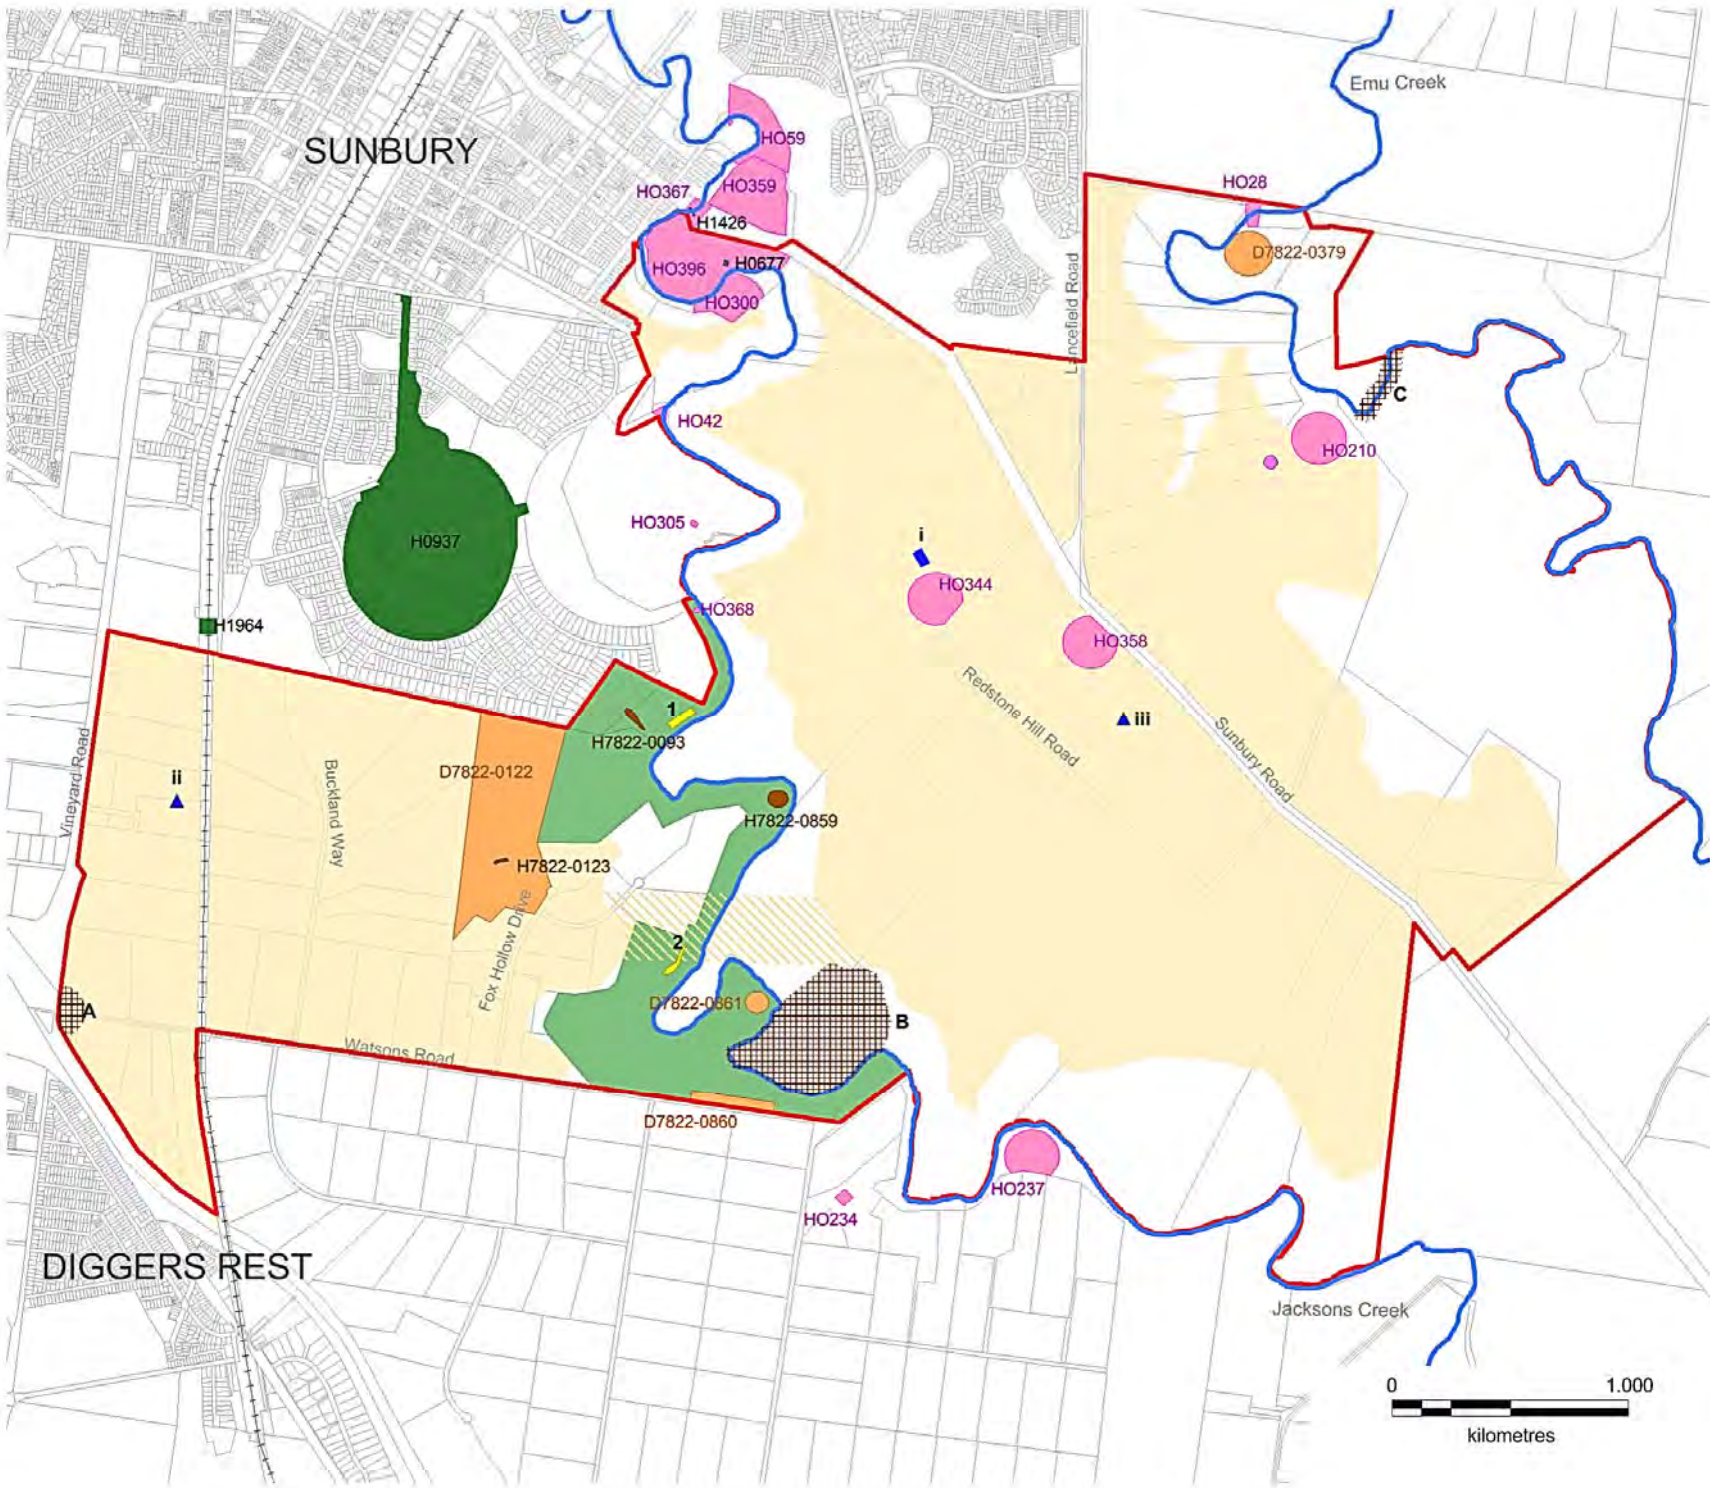 Emu Creek
SUNBURY
HO59
HO28
HO367
HO359
H1426
D7822-0379
HO396
H0677
HO300
Lancefield Road
C
HO42
HO210
HO305
i
H0937
HO344
HO368
H1964
HO358
Redstone Hill Road
iii
1
H7822-0093
Sunbury Road
Vineyard Road
ii
Buckland Way
D7822-0122
H7822-0859
H7822-0123
Fox Hollow Drive
2
D7822-0861
A
B
Watsons Road
D7822-0860
HO237
HO234
DIGGERS REST
Jacksons Creek
0 1.000
kilometres